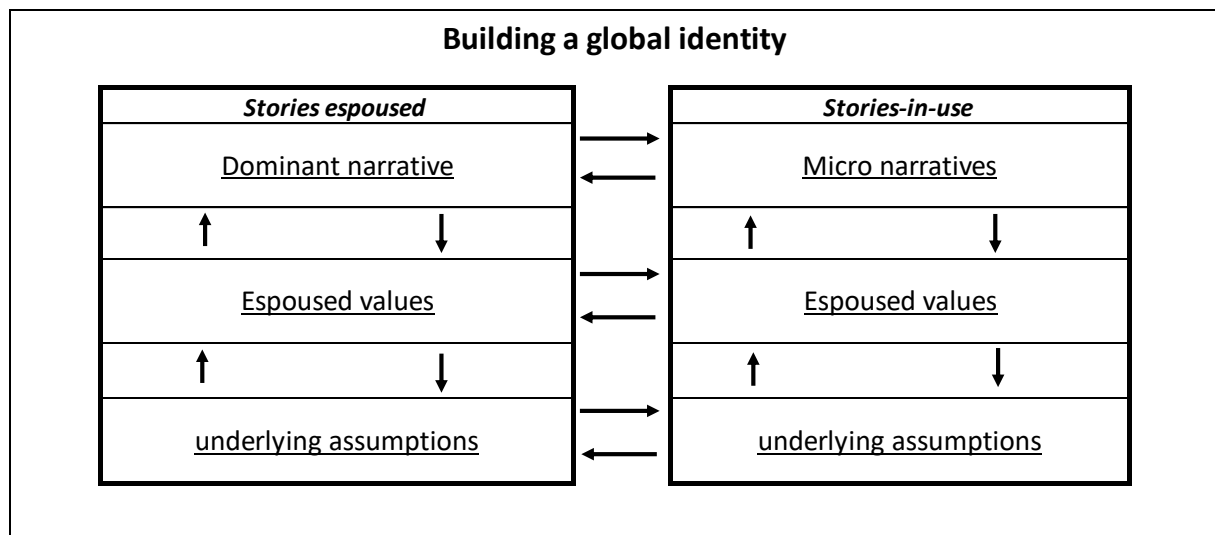 Building a global identity
Stories espoused
Dominant narrative
Espoused values
underlying assumptions
Stories-in-use
Micro narratives
Espoused values
underlying assumptions